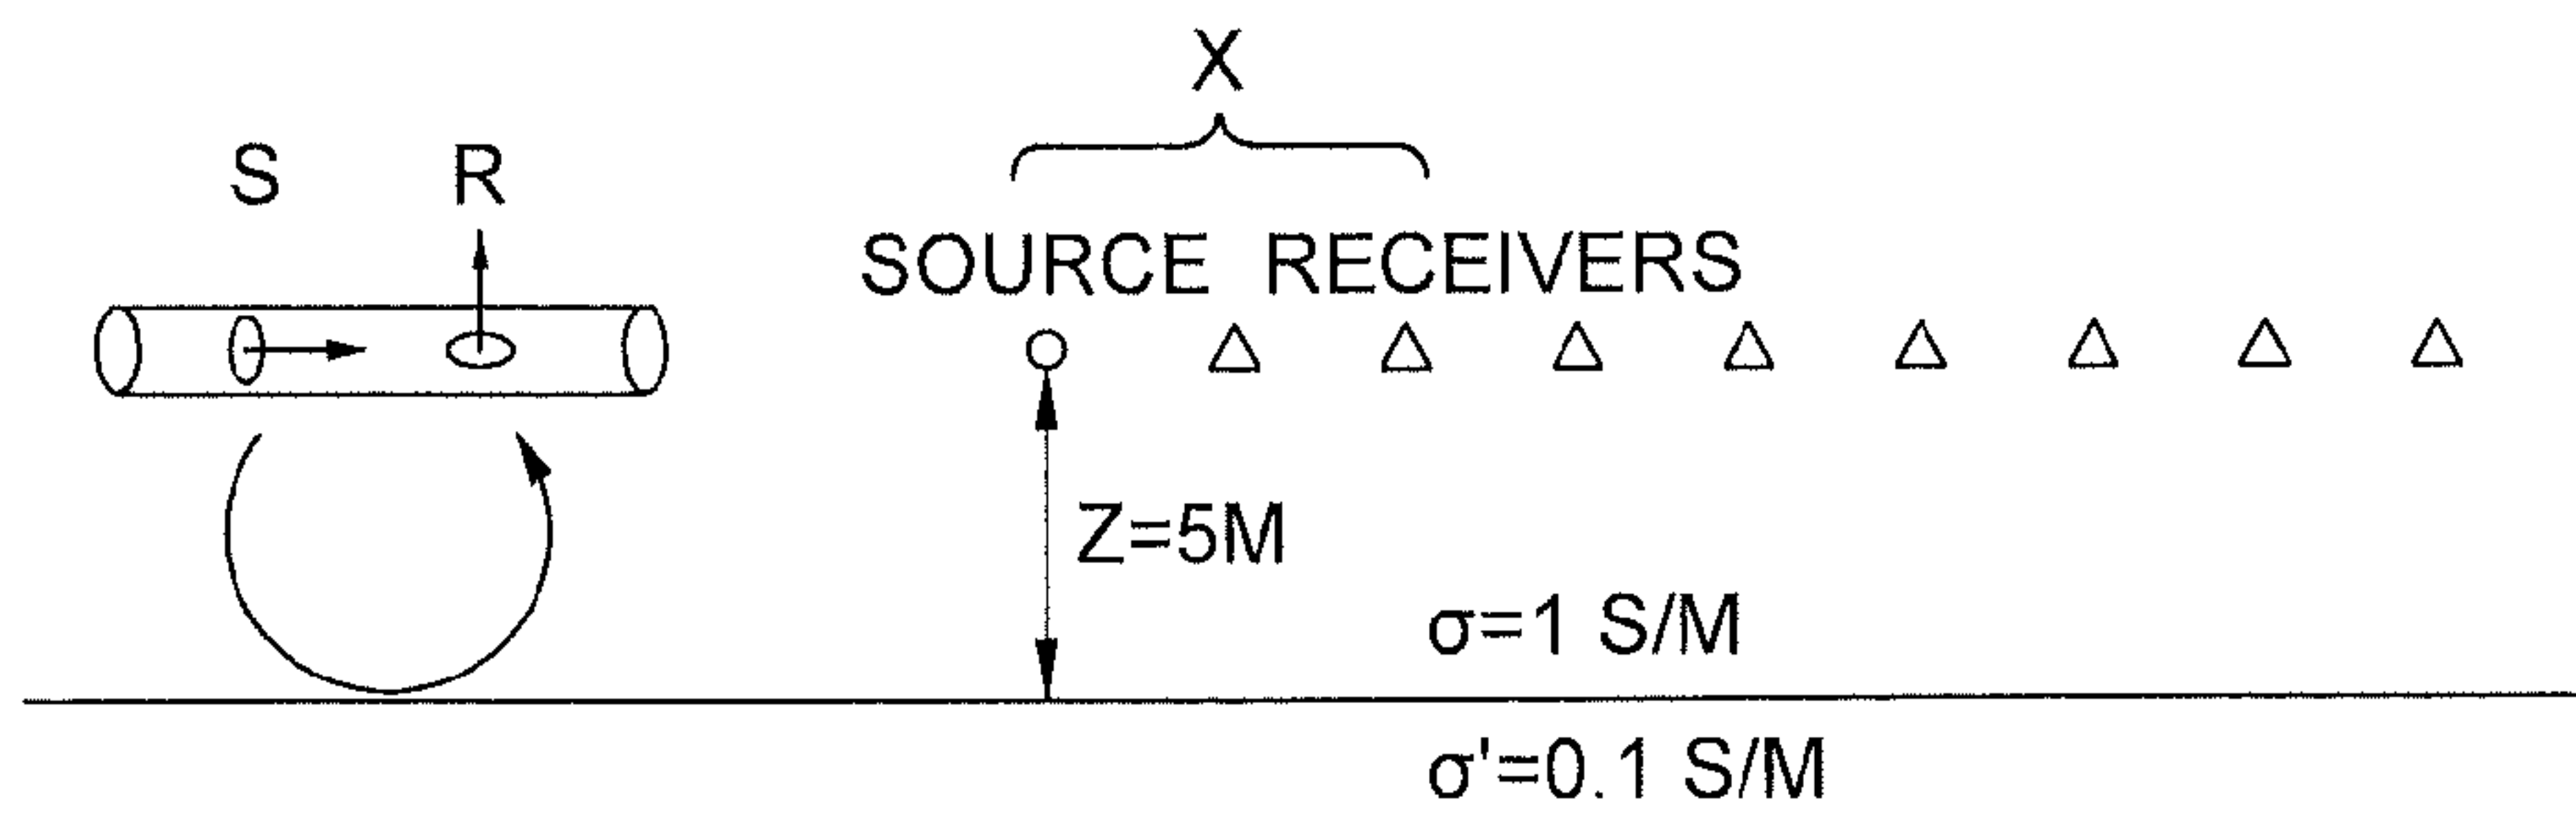 X
S R
SOURCE RECEIVERS
Z=5M
σ=1 S/M
σ'=0.1 S/M